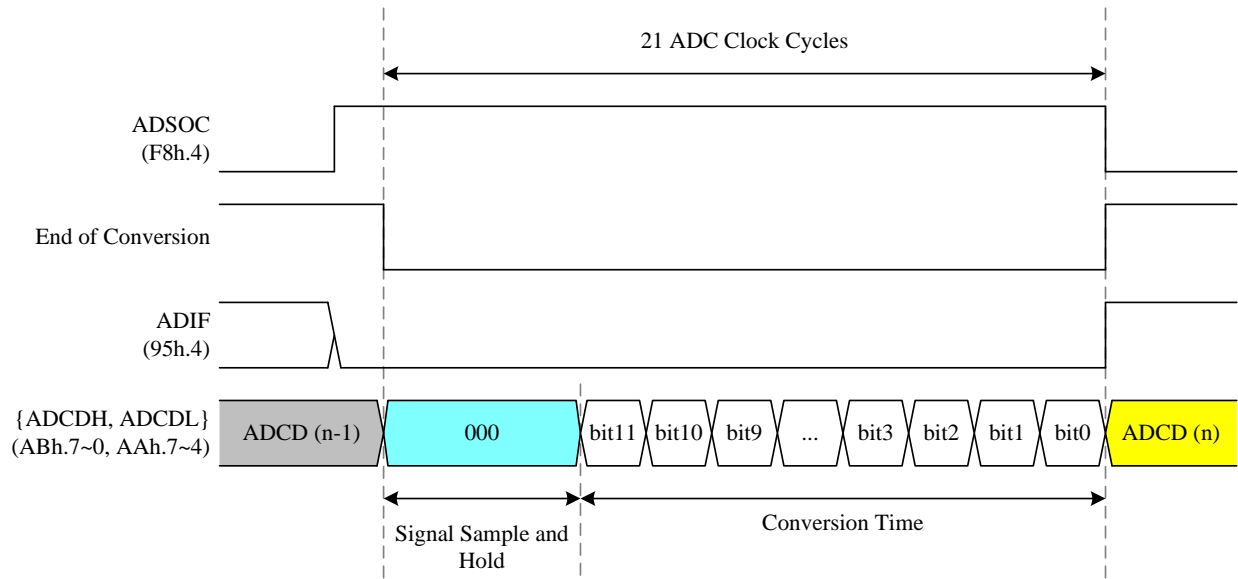 21 ADC Clock Cycles
ADSOC
(F8h.4)
End of Conversion
ADIF
(95h.4)
{ADCDH, ADCDL}
(ABh.7~0, AAh.7~4)
ADCD (n-1)
000
bit11
bit10
bit9
...
bit3
bit2
bit1
bit0
ADCD (n)
Signal Sample and
Hold
Conversion Time